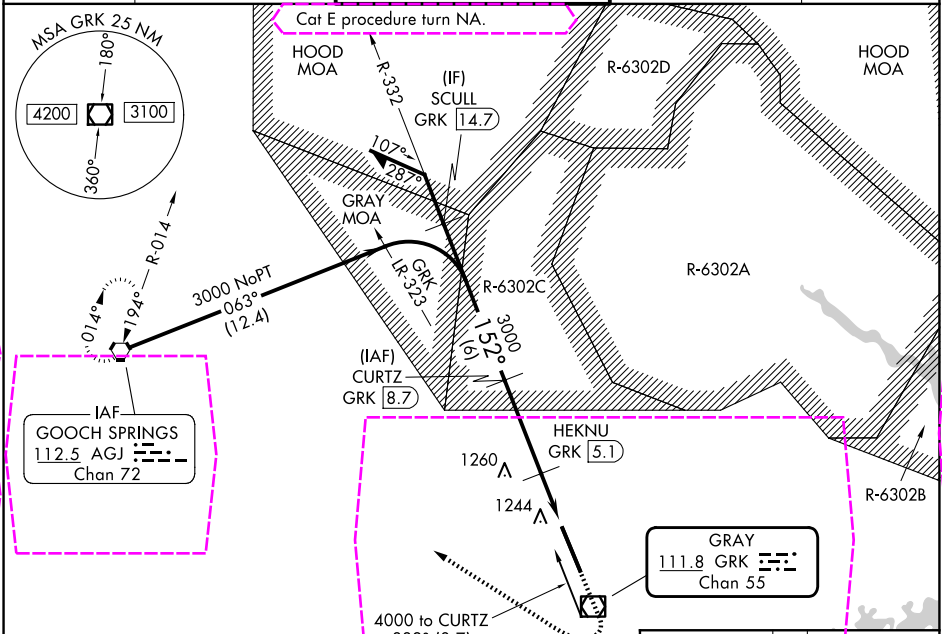 Cat E procedure turn NA.
MSA GRK 25 NM
180°
4200
3100
360°
HOOD
MOA
R-332
(IF)
SCULL
GRK 14.7
R-6302D
HOOD
MOA
107°
287°
GRAY
MOA
GRK
LR-323
R-6302C
R-6302A
R-014
194°
014°
3000 NoPT
063°
(12.4)
3000
152°
(6)
(IAF)
CURTZ
GRK 8.7
IAF
GOOCH SPRINGS
112.5 AGJ
Chan 72
HEKNU
GRK 5.1
1260
1244
R-6302B
GRAY
111.8 GRK
Chan 55
4000 to CURTZ